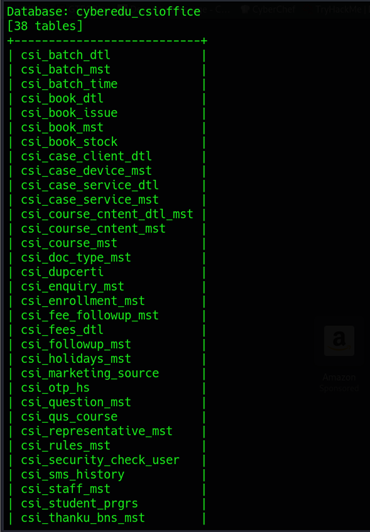 Database: cyberedu_csioffice
[38 tables]
+--------------------------+
| csi_batch_dtl            |
| csi_batch_mst            |
| csi_batch_time           |
| csi_book_dtl             |
| csi_book_issue           |
| csi_book_mst             |
| csi_book_stock           |
| csi_case_client_dtl      |
| csi_case_device_mst      |
| csi_case_service_dtl     |
| csi_case_service_mst     |
| csi_course_cntent_dtl_mst |
| csi_course_cntent_mst    |
| csi_course_mst           |
| csi_doc_type_mst         |
| csi_dupcerti             |
| csi_enquiry_mst          |
| csi_enrollment_mst       |
| csi_fee_followup_mst     |
| csi_fees_dtl             |
| csi_followup_mst         |
| csi_holidays_mst         |
| csi_marketing_source     |
| csi_otp_hs               |
| csi_question_mst         |
| csi_qus_course           |
| csi_representative_mst   |
| csi_rules_mst            |
| csi_security_check_user  |
| csi_sms_history          |
| csi_staff_mst            |
| csi_student_prgrs        |
| csi_thanku_bns_mst       |